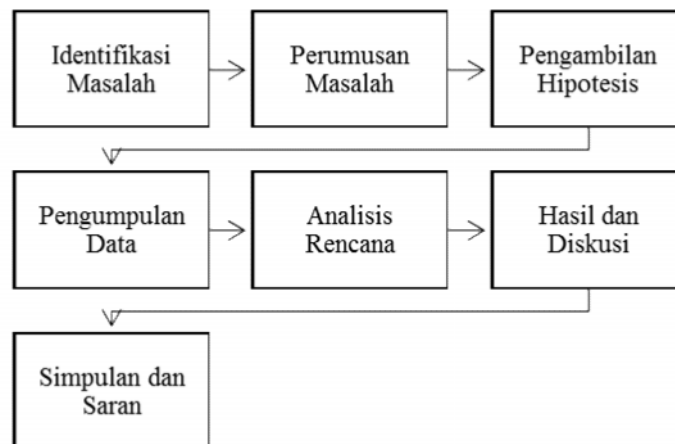 Identifikasi
Masalah
Perumusan
Masalah
Pengambilan
Hipotesis
Pengumpulan
Data
Analisis
Rencana
Hasil dan
Diskusi
Simpulan dan
Saran